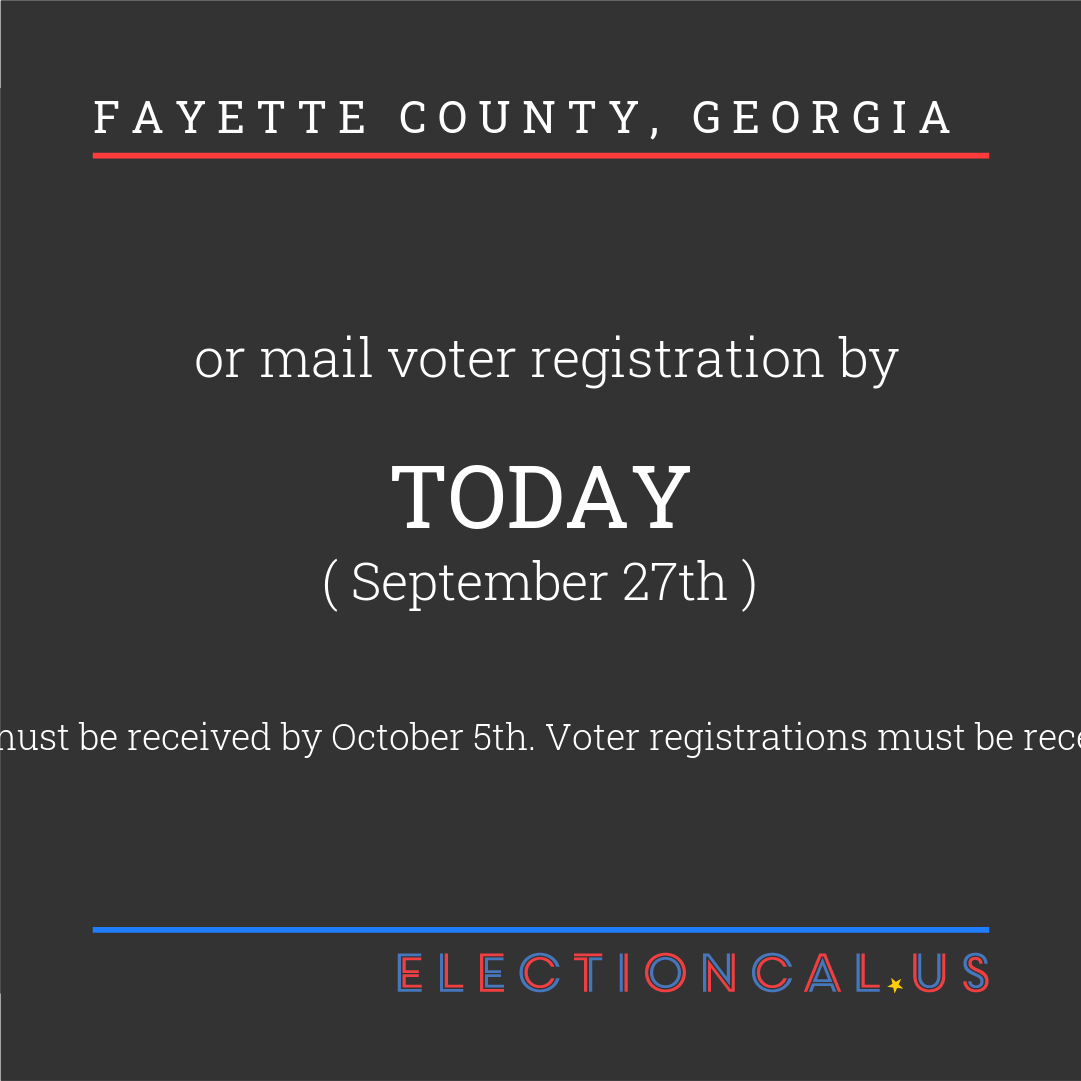 FAYETTE COUNTY, GEORGIA
or mail voter registration by
TODAY
( September 27th )
must be received by October 5th. Voter registrations must be
ELECTIONCAL.US